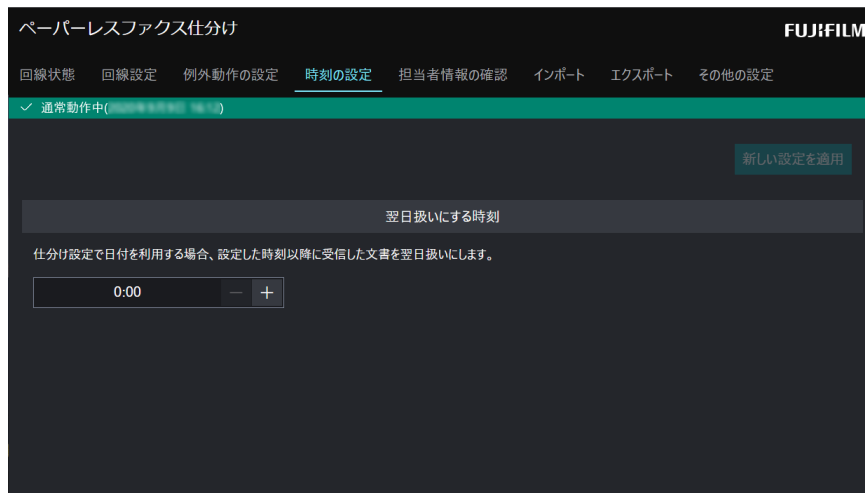 ペーパーレスファクス仕分け
FUJIFILM
回線状態 回線設定 例外動作の設定 時刻の設定 担当者情報の確認 インポート エクスポート その他の設定
通常動作中( )
新しい設定を適用
翌日扱いにする時刻
仕分け設定で日付を利用する場合、設定した時刻以降に受信した文書を翌日扱いにします。
0:00 − +